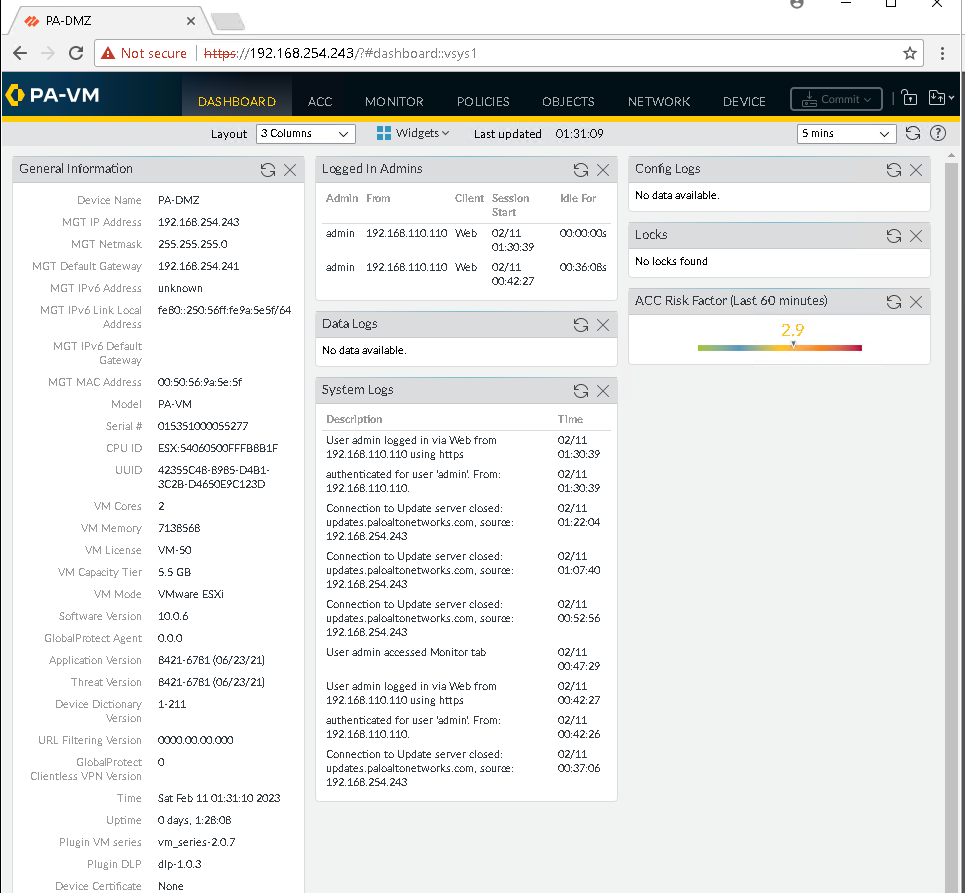 PA-DMZ
Not secure https://192.168.254.243/?#dashboard::vsys1
PA-VM
DASHBOARD ACC MONITOR POLICIES OBJECTS NETWORK DEVICE Commit
Layout 3 Columns Widgets Last updated 01:31:09 5 mins
General Information
Device Name PA-DMZ
MGT IP Address 192.168.254.243
MGT Netmask 255.255.255.0
MGT Default Gateway 192.168.254.241
MGT IPv6 Address unknown
MGT IPv6 Link Local fe80::250:56ff:fe9a:5e5f/64
Address
MGT IPv6 Default
Gateway
MGT MAC Address 00:50:56:9a:5e:5f
Model PA-VM
Serial # 015351000055277
CPU ID ESX:54060500FFFB8B1F
UUID 42355C48-8985-D4B1-
3C2B-D4650E9C123D
VM Cores 2
VM Memory 7138568
VM License VM-50
VM Capacity Tier 5.5 GB
VM Mode VMware ESXi
Software Version 10.0.6
GlobalProtect Agent 0.0.0
Application Version 8421-6781 (06/23/21)
Threat Version 8421-6781 (06/23/21)
Device Dictionary 1-211
Version
URL Filtering Version 0000.00.00.000
GlobalProtect 0
Clientless VPN Version
Time Sat Feb 11 01:31:10 2023
Uptime 0 days, 1:28:08
Plugin VM series vm_series-2.0.7
Plugin DLP dlp-1.0.3
Device Certificate None
Logged In Admins
Admin From Client Session Idle For
Start
admin 192.168.110.110 Web 02/11 00:00:00s
01:30:39
admin 192.168.110.110 Web 02/11 00:36:08s
00:42:27
Data Logs
No data available.
System Logs
Description Time
User admin logged in via Web from 02/11
192.168.110.110 using https 01:30:39
authenticated for user 'admin'. From: 02/11
192.168.110.110. 01:30:39
Connection to Update server closed: 02/11
updates.paloaltonetworks.com, source: 01:22:04
192.168.254.243
Connection to Update server closed: 02/11
updates.paloaltonetworks.com, source: 01:07:40
192.168.254.243
Connection to Update server closed: 02/11
updates.paloaltonetworks.com, source: 00:52:56
192.168.254.243
User admin accessed Monitor tab 02/11
00:47:29
User admin logged in via Web from 02/11
192.168.110.110 using https 00:42:27
authenticated for user 'admin'. From: 02/11
192.168.110.110. 00:42:26
Connection to Update server closed: 02/11
updates.paloaltonetworks.com, source: 00:37:06
192.168.254.243
Config Logs
No data available.
Locks
No locks found
ACC Risk Factor (Last 60 minutes)
2.9